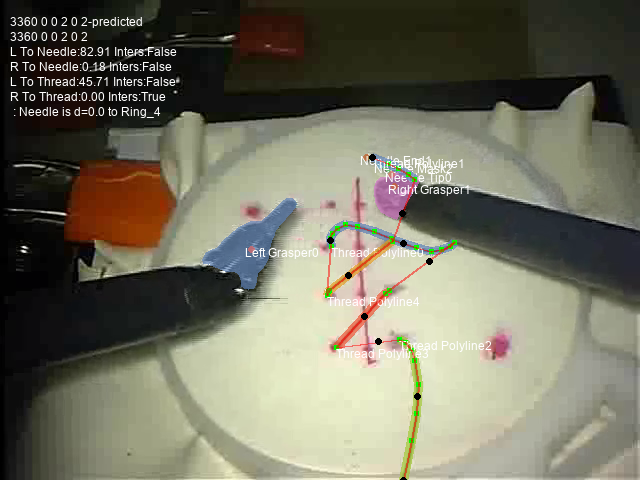 3360 0 0 2 0 2-predicted
3360 0 0 2 0 2
L To Needle:82.91 Inters:False
R To Needle:0.18 Inters:False
L To Thread:45.71 Inters:False
R To Thread:0.00 Inters:True
: Needle is d=0.0 to Ring_4
Needle Tip0
Right Grasper1
Left Grasper0
Thread Polyline0
Thread Polyline4
Thread Polyline2
Thread Polyline3